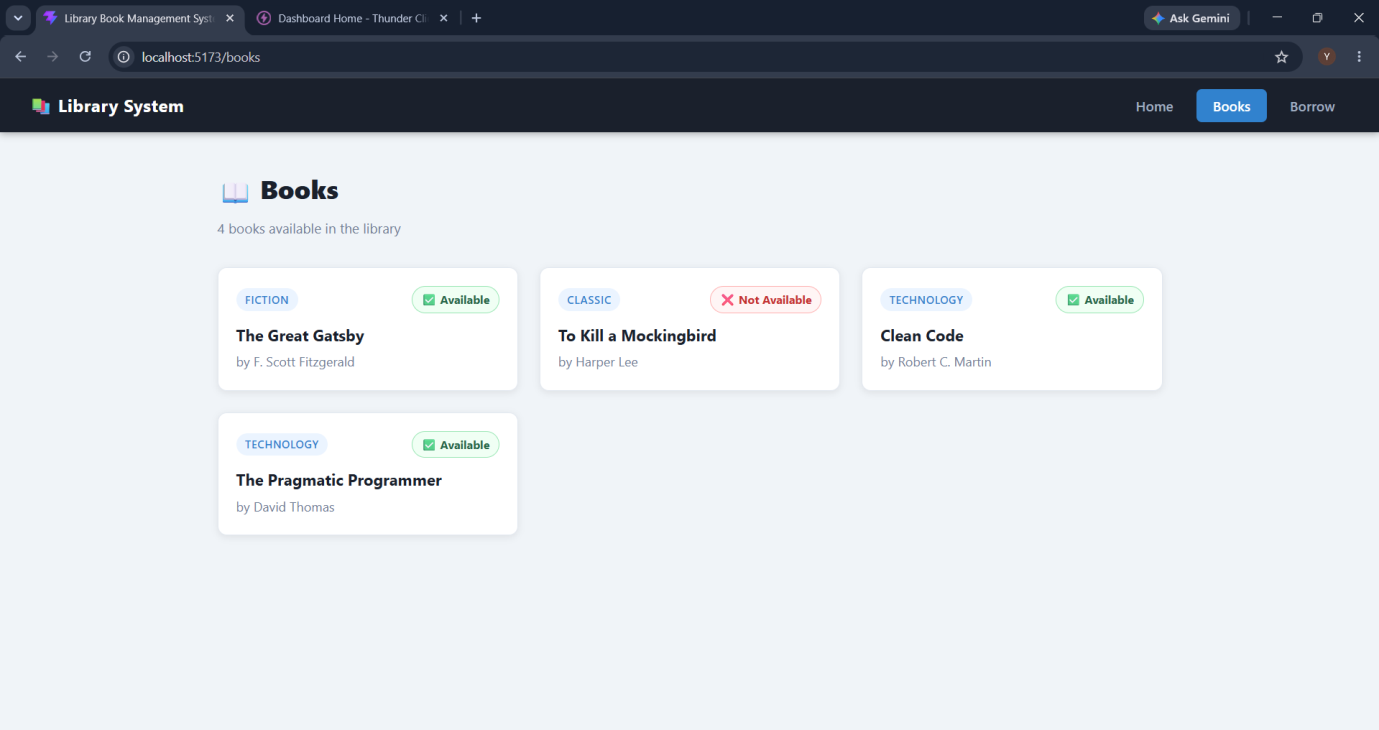 Library Book Management Syst
Dashboard Home - Thunder Cli
Ask Gemini
localhost:5173/books
Y
Library System
Home
Books
Borrow
Books
4 books available in the library
FICTION
Available
The Great Gatsby
by F. Scott Fitzgerald
CLASSIC
Not Available
To Kill a Mockingbird
by Harper Lee
TECHNOLOGY
Available
Clean Code
by Robert C. Martin
TECHNOLOGY
Available
The Pragmatic Programmer
by David Thomas